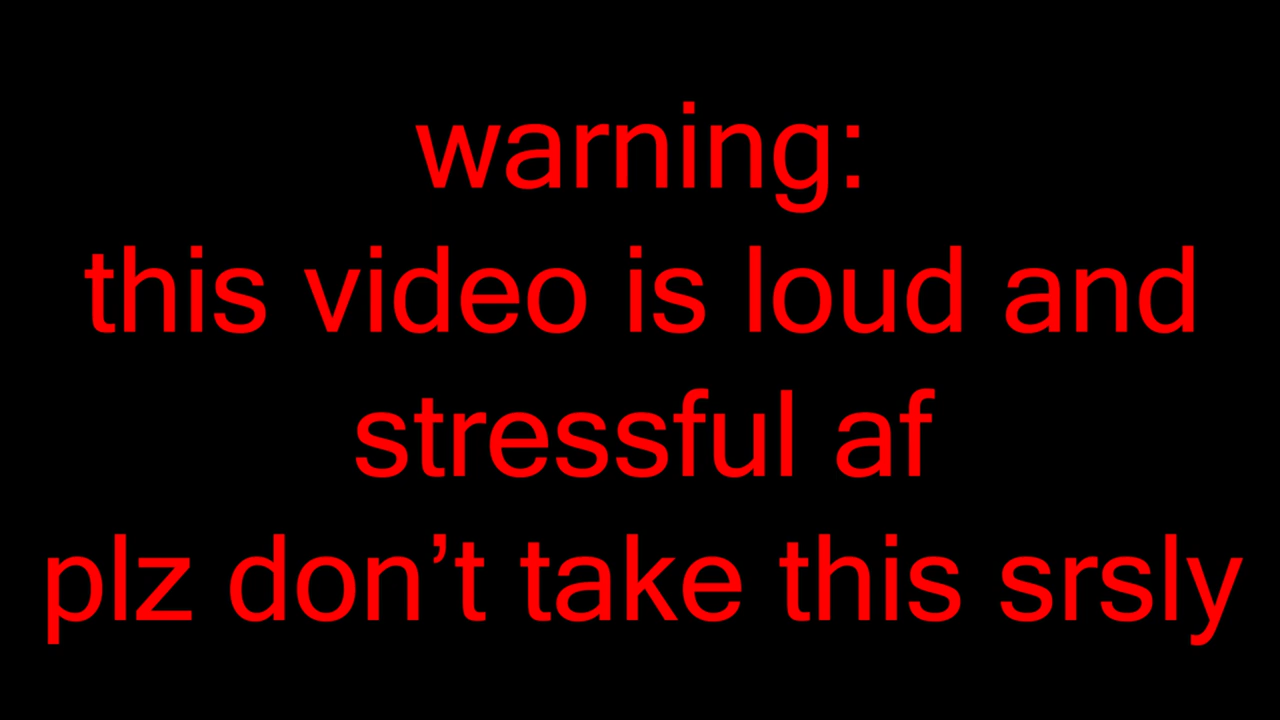 warning:
this video is loud and
stressful af
plz don’t take this srsly